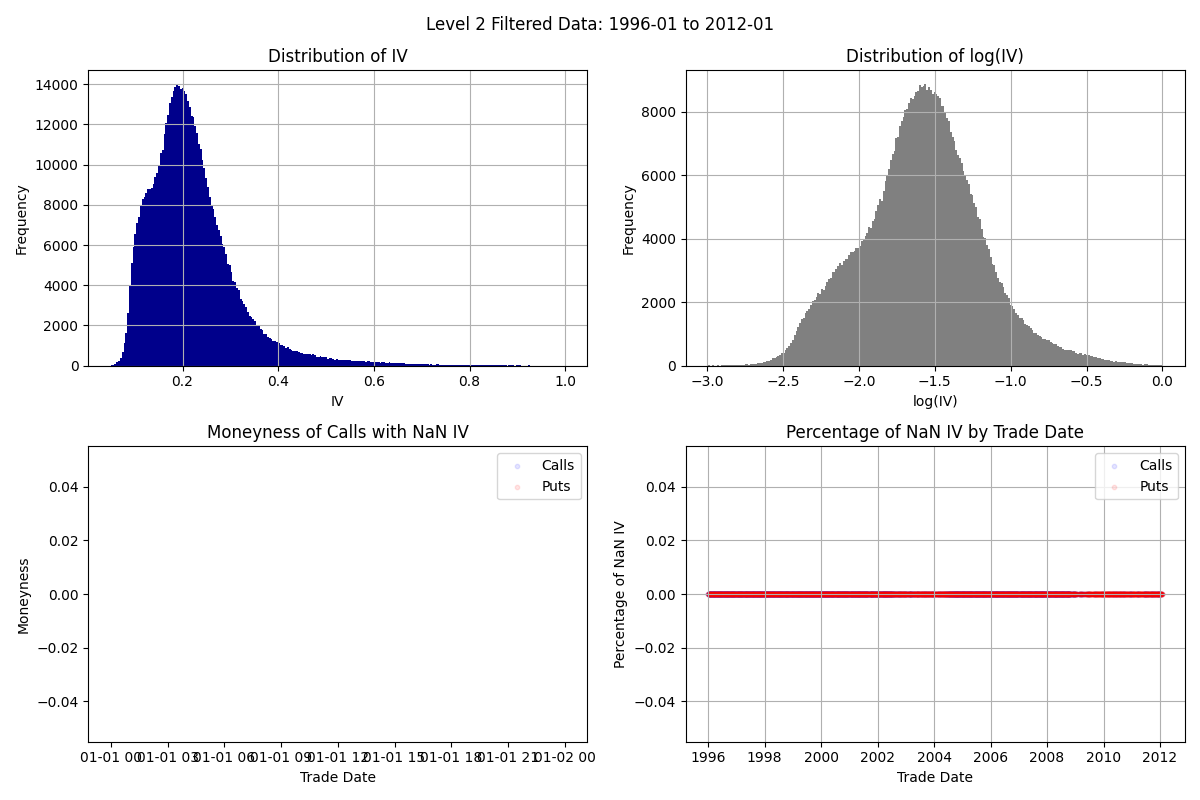 Level 2 Filtered Data: 1996-01 to 2012-01
Distribution of IV
Frequency
14000
12000
10000
8000
6000
4000
2000
0
0.2 0.4 0.6 0.8 1.0
IV
Distribution of log(IV)
Frequency
8000
6000
4000
2000
0
−3.0 −2.5 −2.0 −1.5 −1.0 −0.5 0.0
log(IV)
Moneyness of Calls with NaN IV
Calls
Puts
Moneyness
0.04
0.02
0.00
−0.02
−0.04
01-01 00 01-01 03 01-01 06 01-01 09 01-01 12 01-01 15 01-01 18 01-01 21 01-02 00
Trade Date
Percentage of NaN IV by Trade Date
Calls
Puts
Percentage of NaN IV
0.04
0.02
0.00
−0.02
−0.04
1996 1998 2000 2002 2004 2006 2008 2010 2012
Trade Date